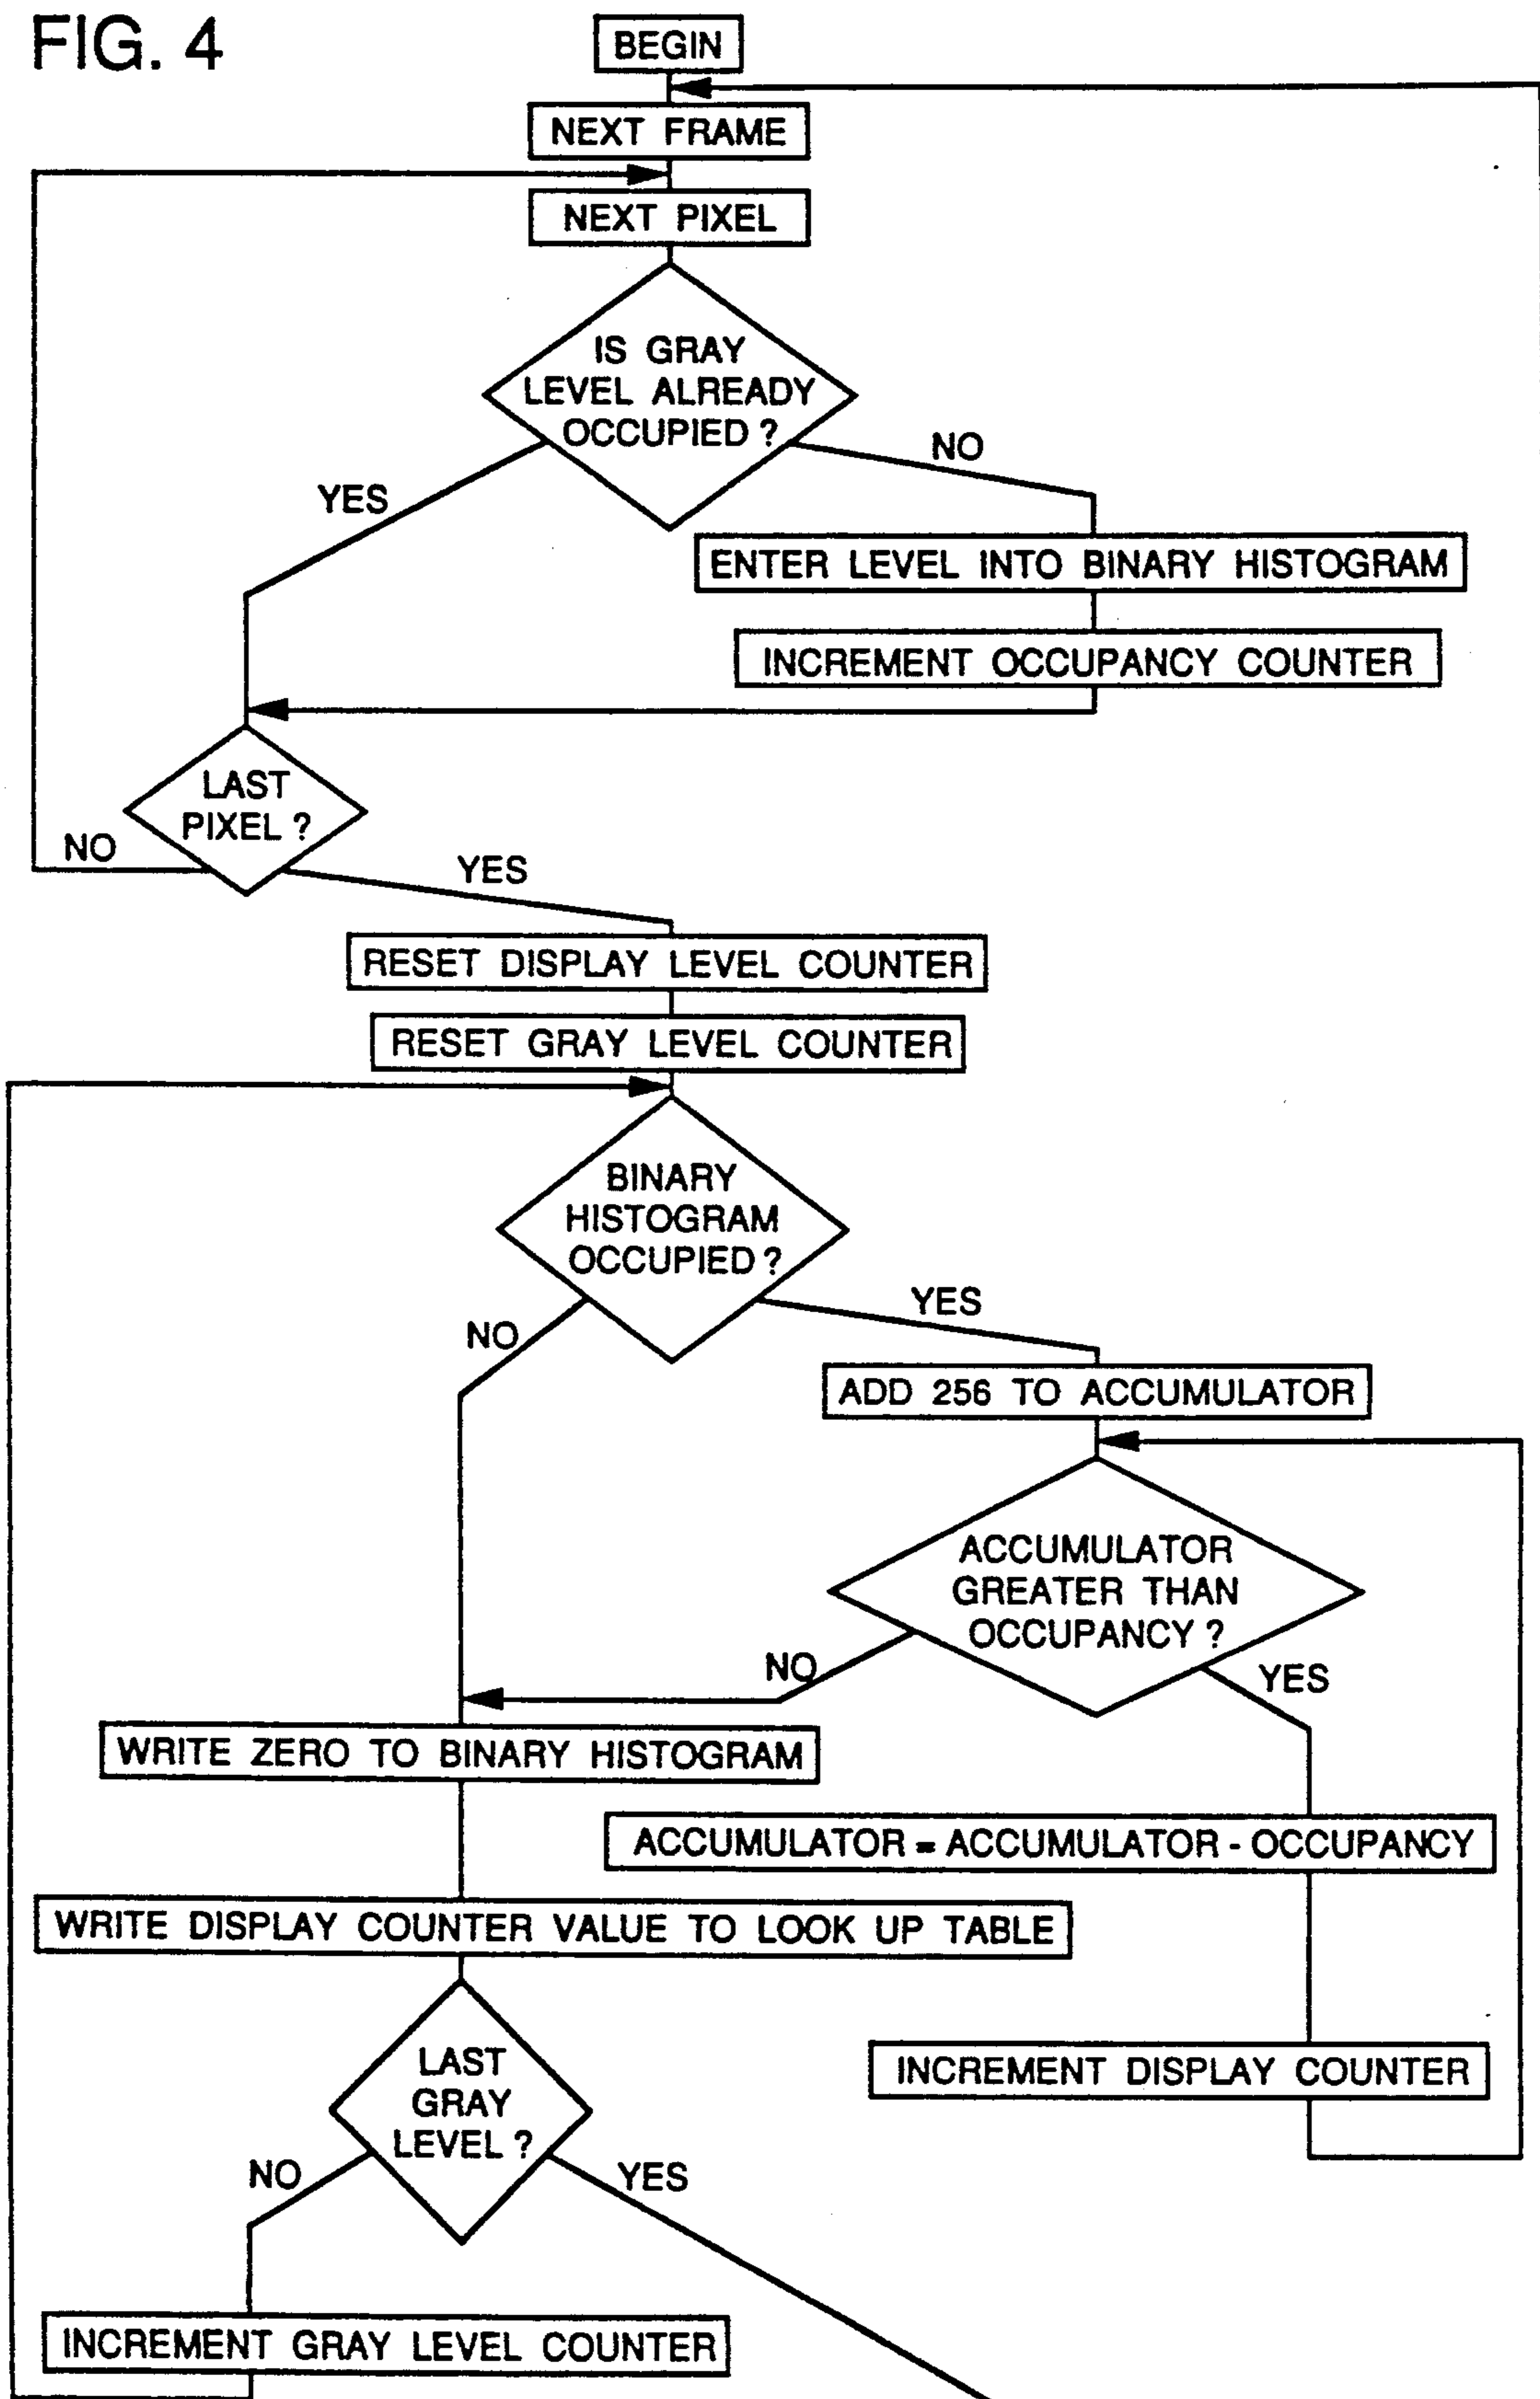 FIG. 4
BEGIN
NEXT FRAME
NEXT PIXEL
IS GRAY
LEVEL ALREADY
OCCUPIED ?
NO
YES
ENTER LEVEL INTO BINARY HISTOGRAM
INCREMENT OCCUPANCY COUNTER
LAST
PIXEL ?
NO
YES
RESET DISPLAY LEVEL COUNTER
RESET GRAY LEVEL COUNTER
BINARY
HISTOGRAM
OCCUPIED ?
YES
NO
ADD 256 TO ACCUMULATOR
ACCUMULATOR
GREATER THAN
OCCUPANCY ?
NO
YES
WRITE ZERO TO BINARY HISTOGRAM
ACCUMULATOR = ACCUMULATOR - OCCUPANCY
WRITE DISPLAY COUNTER VALUE TO LOOK UP TABLE
LAST
GRAY
LEVEL ?
INCREMENT DISPLAY COUNTER
NO
YES
INCREMENT GRAY LEVEL COUNTER